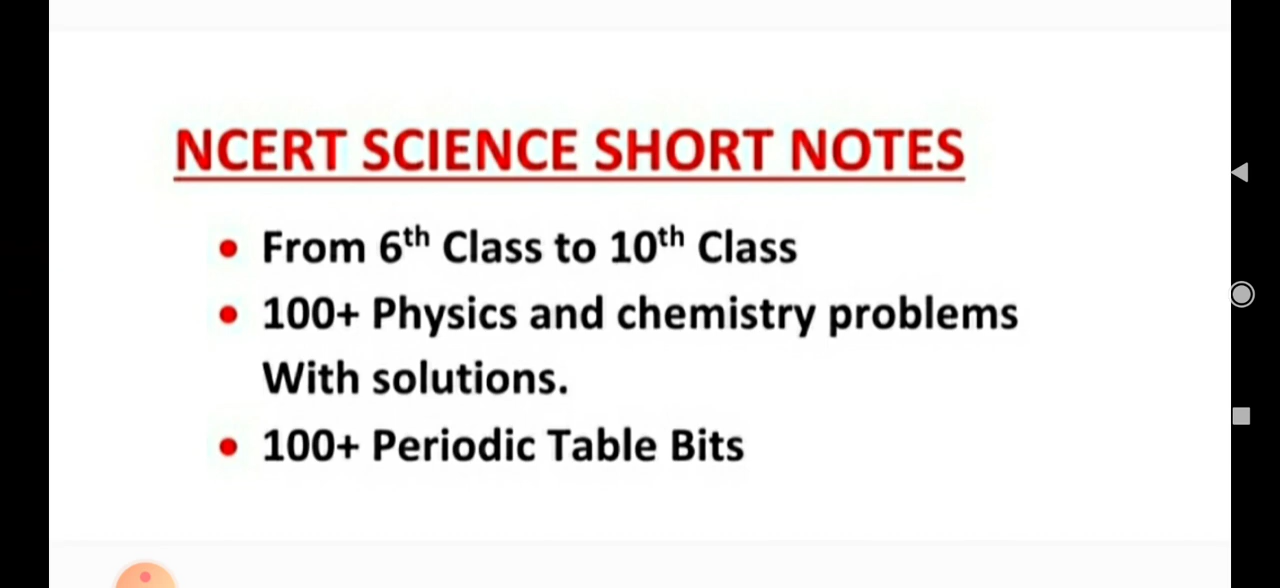 NCERT SCIENCE SHORT NOTES
• From 6th Class to 10th Class
• 100+ Physics and chemistry problems
With solutions.
• 100+ Periodic Table Bits